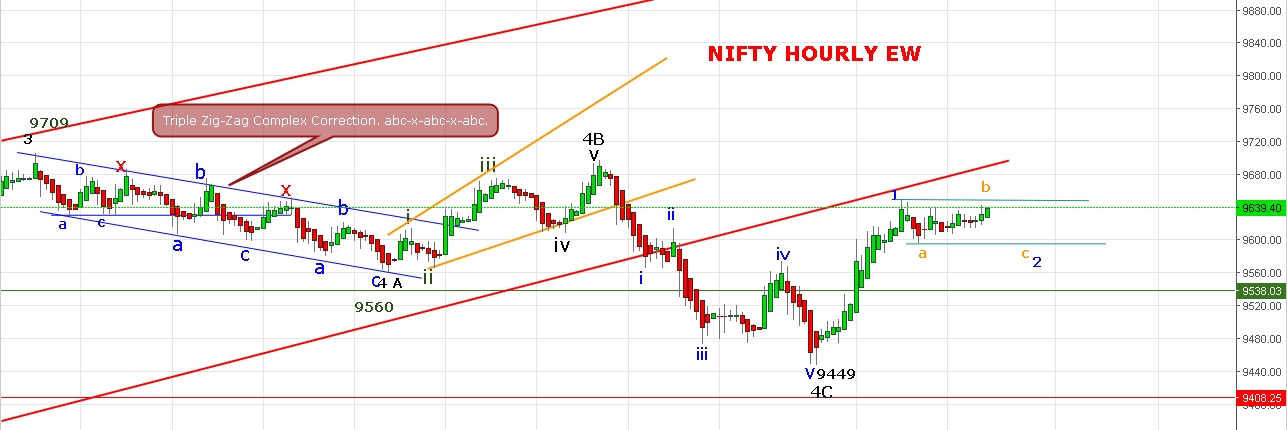 NIFTY HOURLY EW
9709
3
Triple Zig-Zag Complex Correction. abc-x-abc-x-abc.
b
x
b
x
b
a
c
a
c
a
c
4 A
9560
i
ii
iii
iv
4B
v
i
ii
iii
iv
v
9449
4C
1
a
b
c
2
9880.00
9840.00
9800.00
9760.00
9720.00
9680.00
9639.40
9600.00
9560.00
9538.03
9520.00
9480.00
9440.00
9408.25